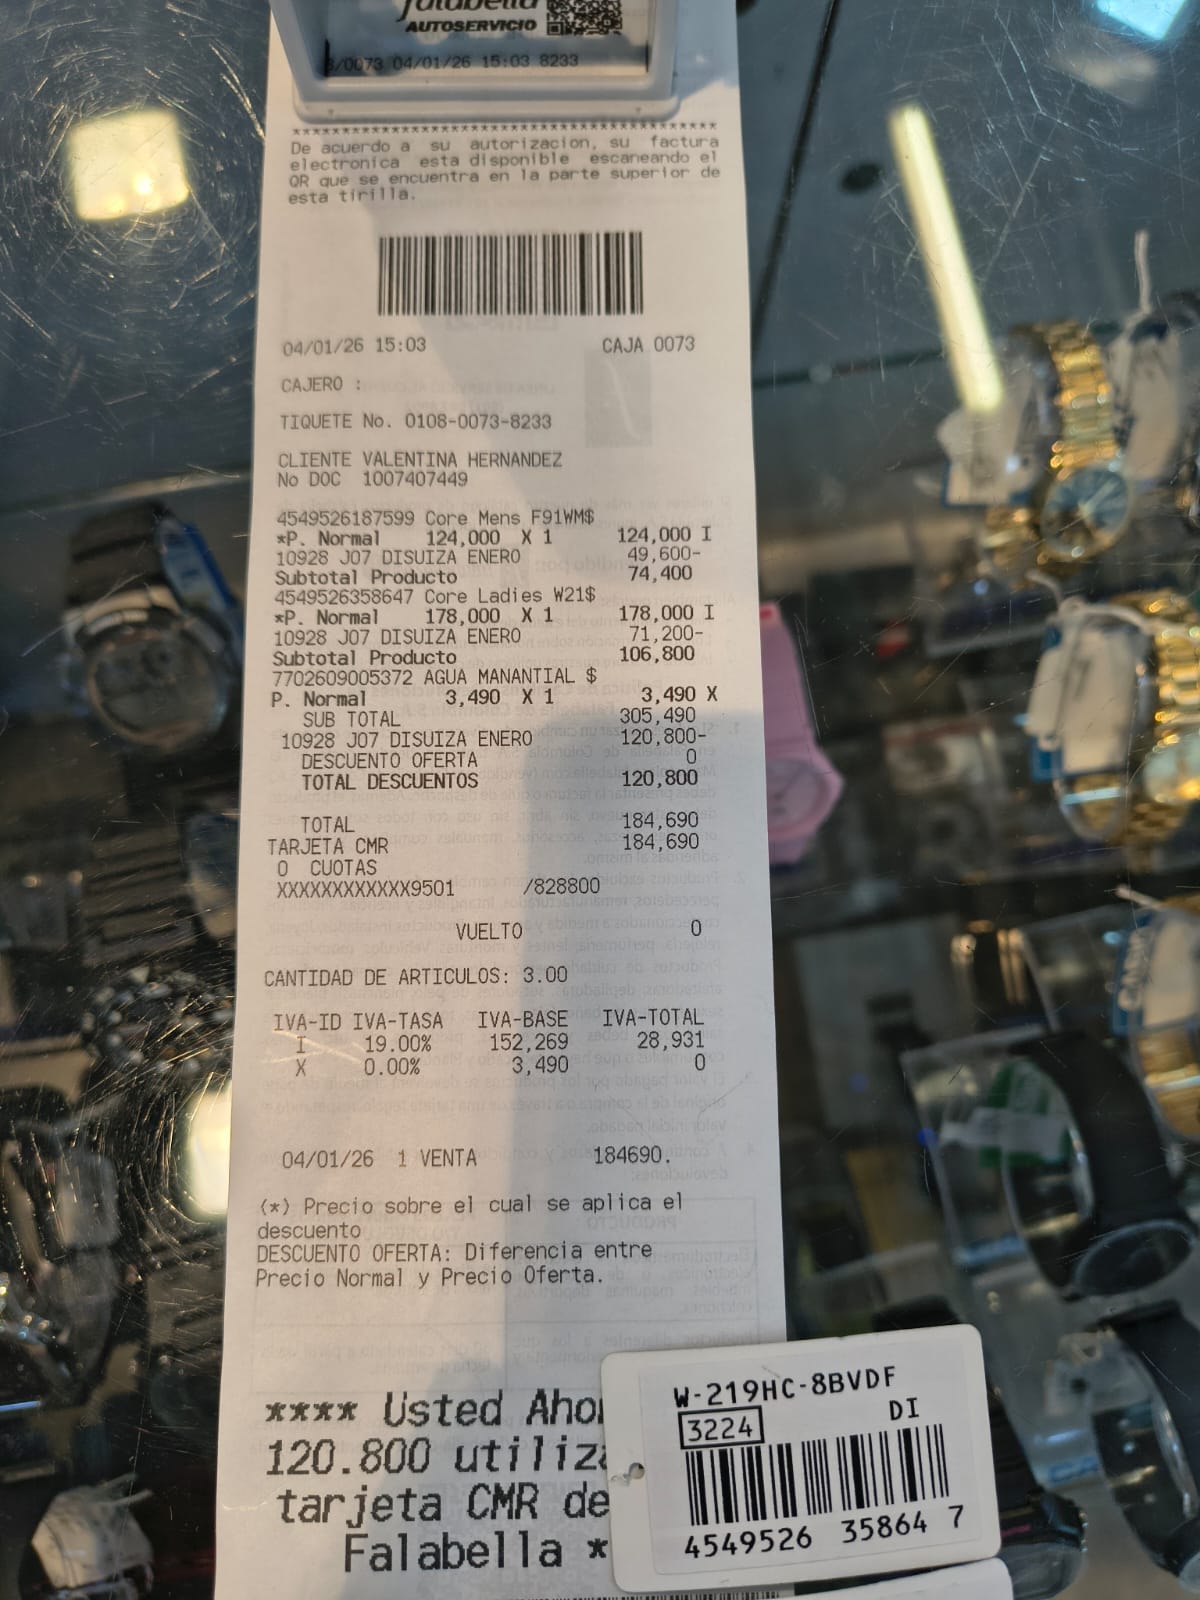 falabella
AUTOSERVICIO
3/0073 04/01/26 15:03 8233
De acuerdo a su autorizacion, su factura
electronica esta disponible escaneando el
QR que se encuentra en la parte superior de
esta tirilla.
04/01/26 15:03 CAJA 0073
CAJERO :
TIQUETE No. 0108-0073-8233
CLIENTE VALENTINA HERNANDEZ
No DOC 1007407449
4549526187599 Core Mens F91WM$
*P. Normal 124,000 X 1 124,000 I
10928 J07 DISUIZA ENERO 49,600-
Subtotal Producto 74,400
4549526358647 Core Ladies W21$
*P. Normal 178,000 X 1 178,000 I
10928 J07 DISUIZA ENERO 71,200-
Subtotal Producto 106,800
7702609005372 AGUA MANANTIAL $
P. Normal 3,490 X 1 3,490 X
SUB TOTAL 305,490
10928 J07 DISUIZA ENERO 120,800-
DESCUENTO OFERTA 0
TOTAL DESCUENTOS 120,800
TOTAL 184,690
TARJETA CMR 184,690
0 CUOTAS
XXXXXXXXXXXX9501 /828800
VUELTO 0
CANTIDAD DE ARTICULOS: 3.00
IVA-ID IVA-TASA IVA-BASE IVA-TOTAL
I 19.00% 152,269 28,931
X 0.00% 3,490 0
04/01/26 1 VENTA 184690.
(*) Precio sobre el cual se aplica el
descuento
DESCUENTO OFERTA: Diferencia entre
Precio Normal y Precio Oferta.
**** Usted Aho
120.800 utiliz
tarjeta CMR de
Falabella *
W-219HC-8BVDF
3224 DI
4549526 35864 7